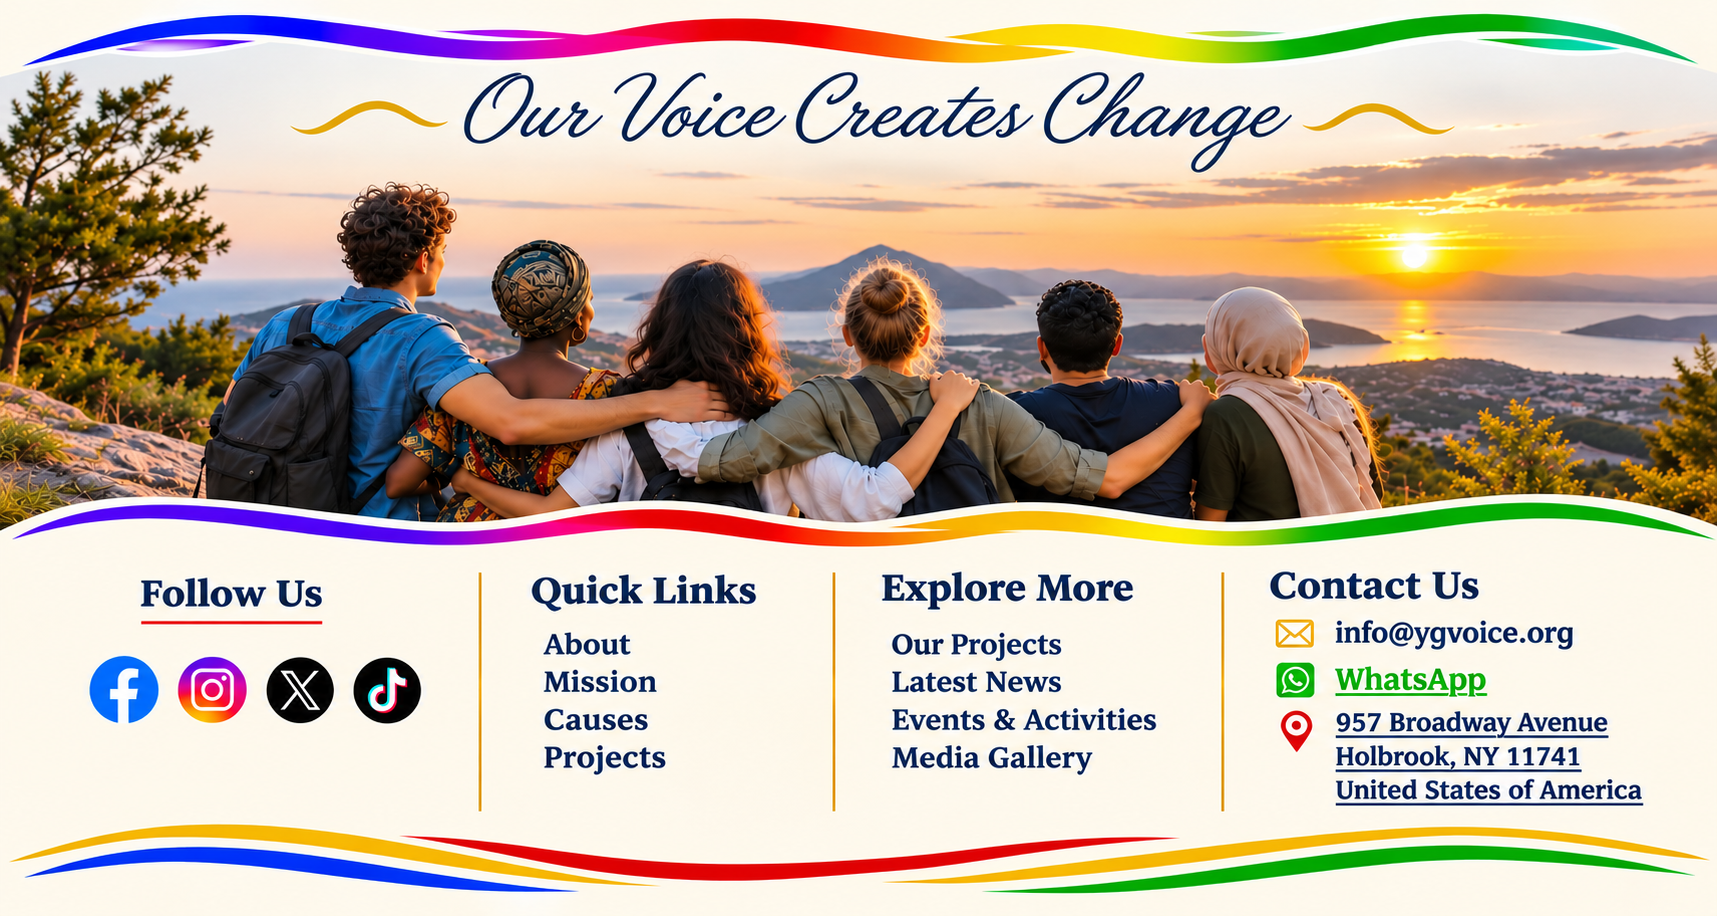 Our Voice Creates Change
Follow Us
Quick Links
About
Mission
Causes
Projects
Explore More
Our Projects
Latest News
Events & Activities
Media Gallery
Contact Us
info@ygvoice.org
WhatsApp
957 Broadway Avenue
Holbrook, NY 11741
United States of America